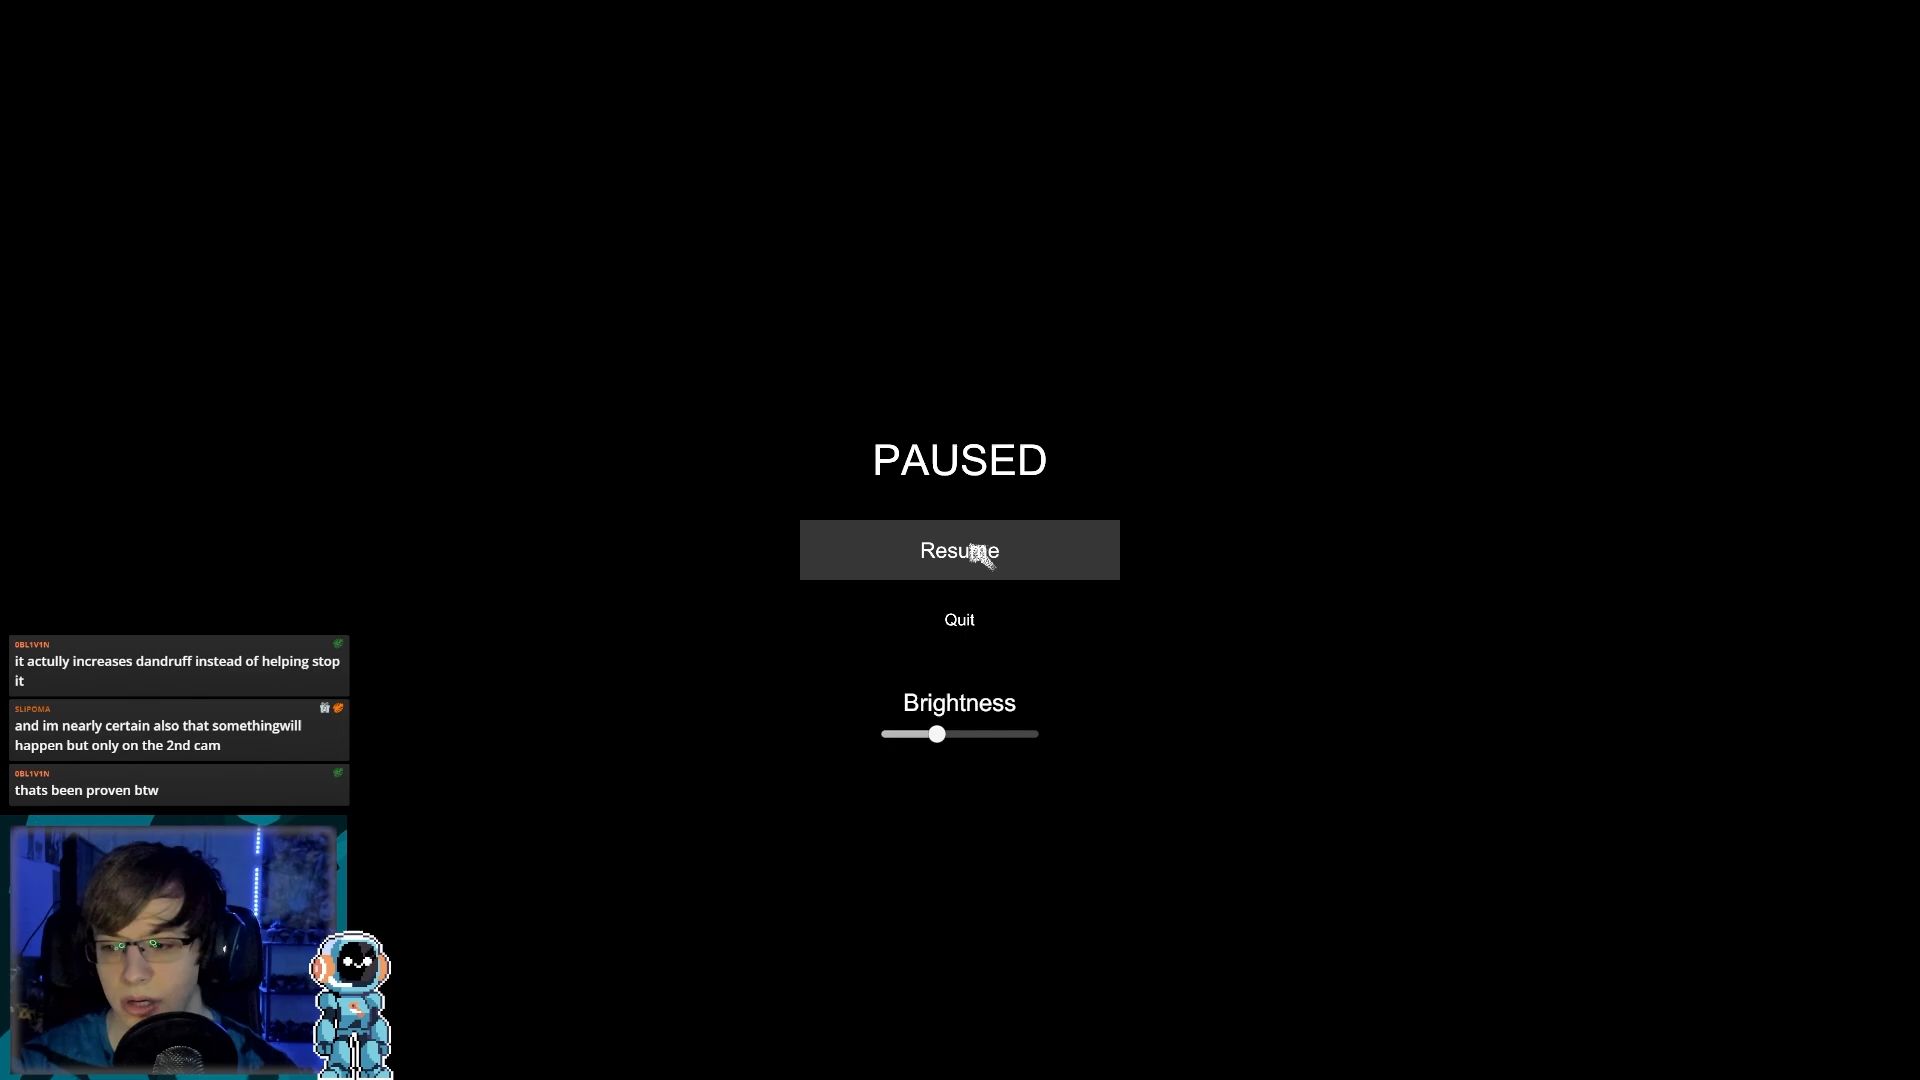 PAUSED
Resume
Quit
Brightness
0BL1V1N
it actully increases dandruff instead of helping stop
it
SLIPOMA
and im nearly certain also that somethingwill
happen but only on the 2nd cam
0BL1V1N
thats been proven btw